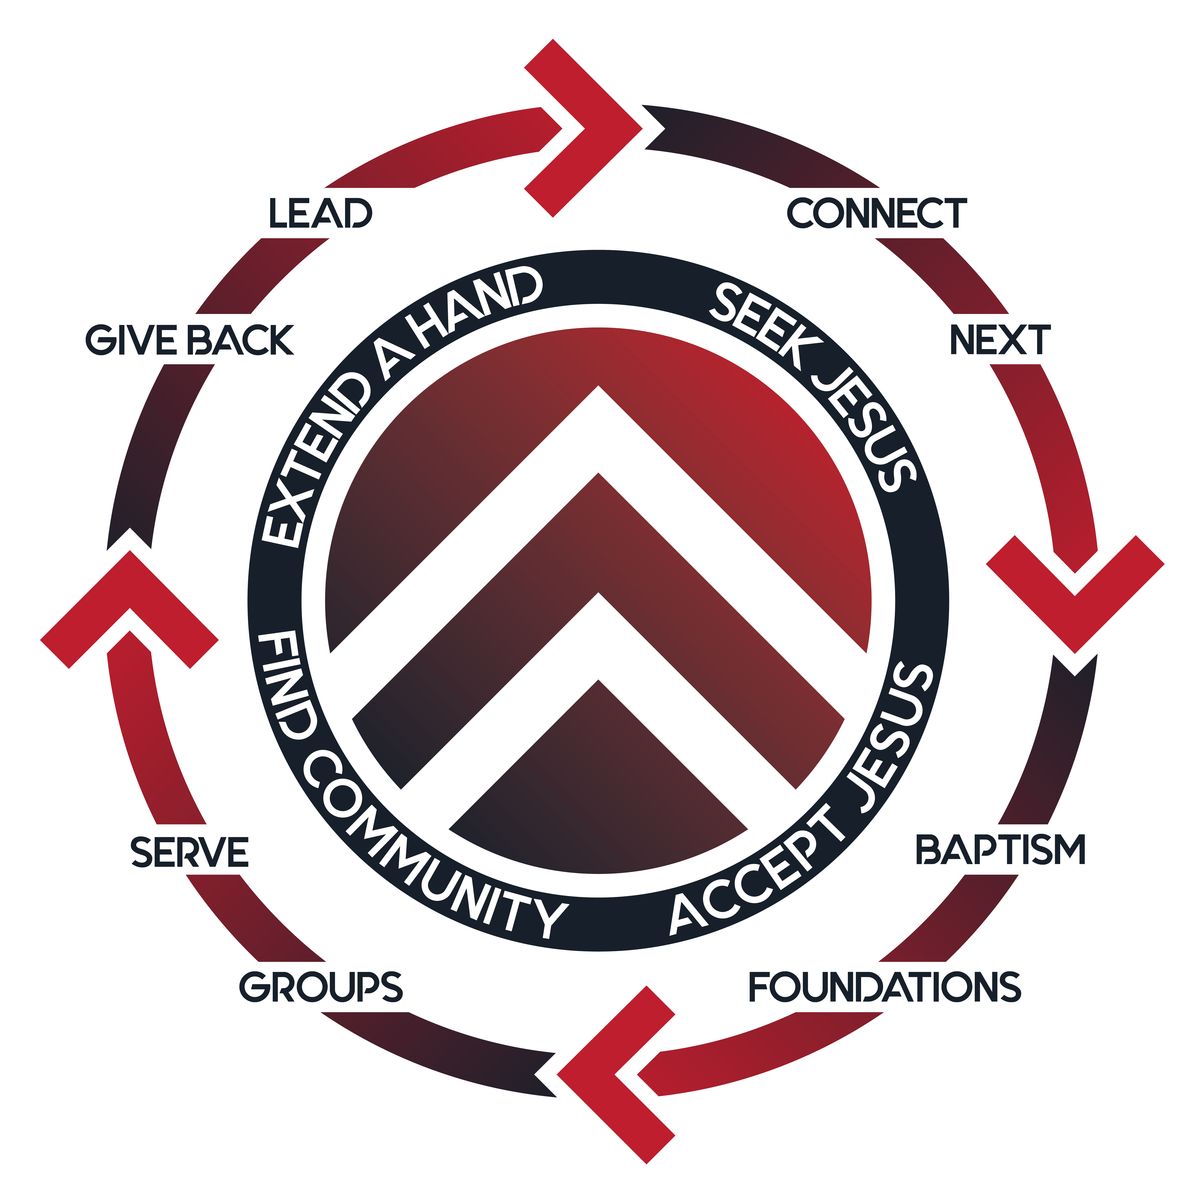 LEAD
CONNECT
GIVE BACK
NEXT
EXTEND A HAND
SEEK JESUS
FIND COMMUNITY
ACCEPT JESUS
SERVE
BAPTISM
GROUPS
FOUNDATIONS